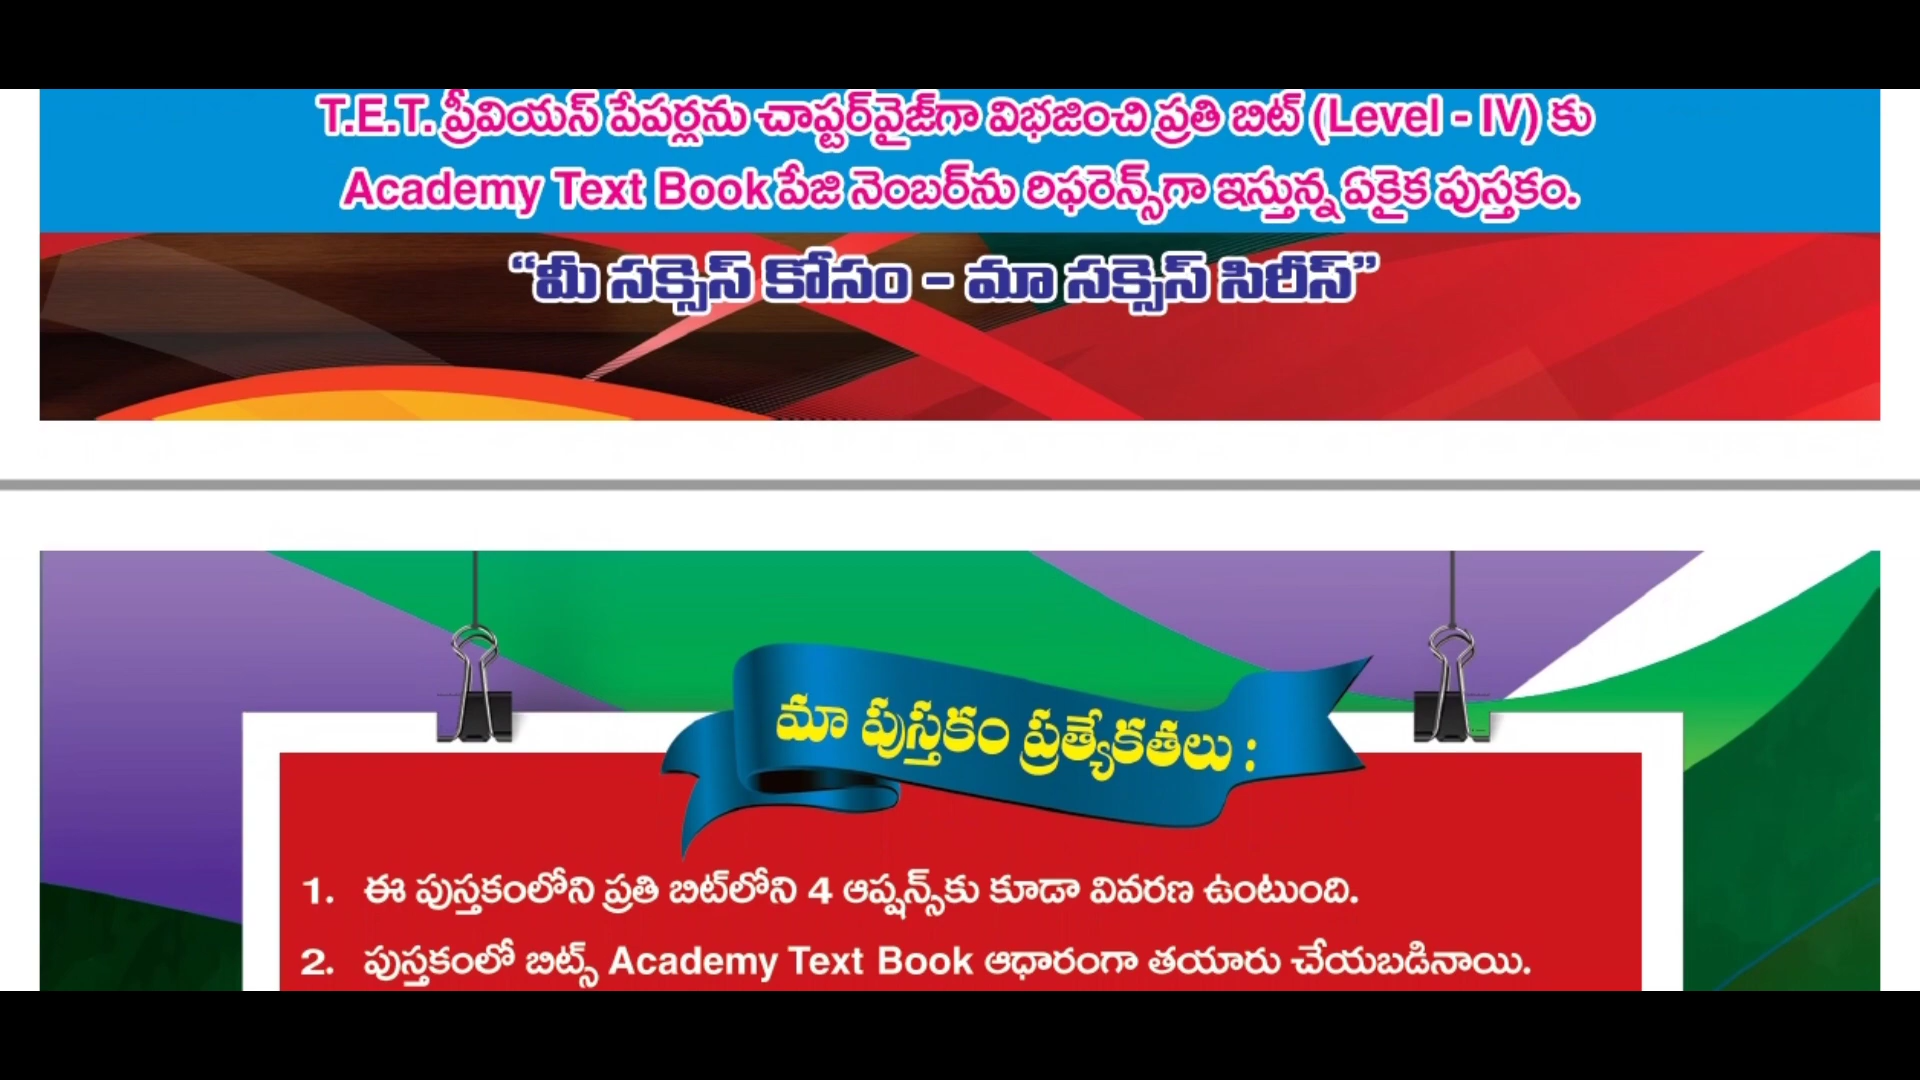 T.E.T. ప్రీవియస్ పేపర్లను చాప్టర్‌వైజ్‌గా విభజించి ప్రతి బిట్ (Level - IV) కు
Academy Text Book పేజి నెంబర్‌ను రిఫరెన్స్‌గా ఇస్తున్న ఏకైక పుస్తకం.
“మీ సక్సెస్ కోసం - మా సక్సెస్ సిరీస్”
మా పుస్తకం ప్రత్యేకతలు :
1. ఈ పుస్తకంలోని ప్రతి బిట్‌లోని 4 ఆప్షన్స్‌కు కూడా వివరణ ఉంటుంది.
2. పుస్తకంలో బిట్స్ Academy Text Book ఆధారంగా తయారు చేయబడినాయి.